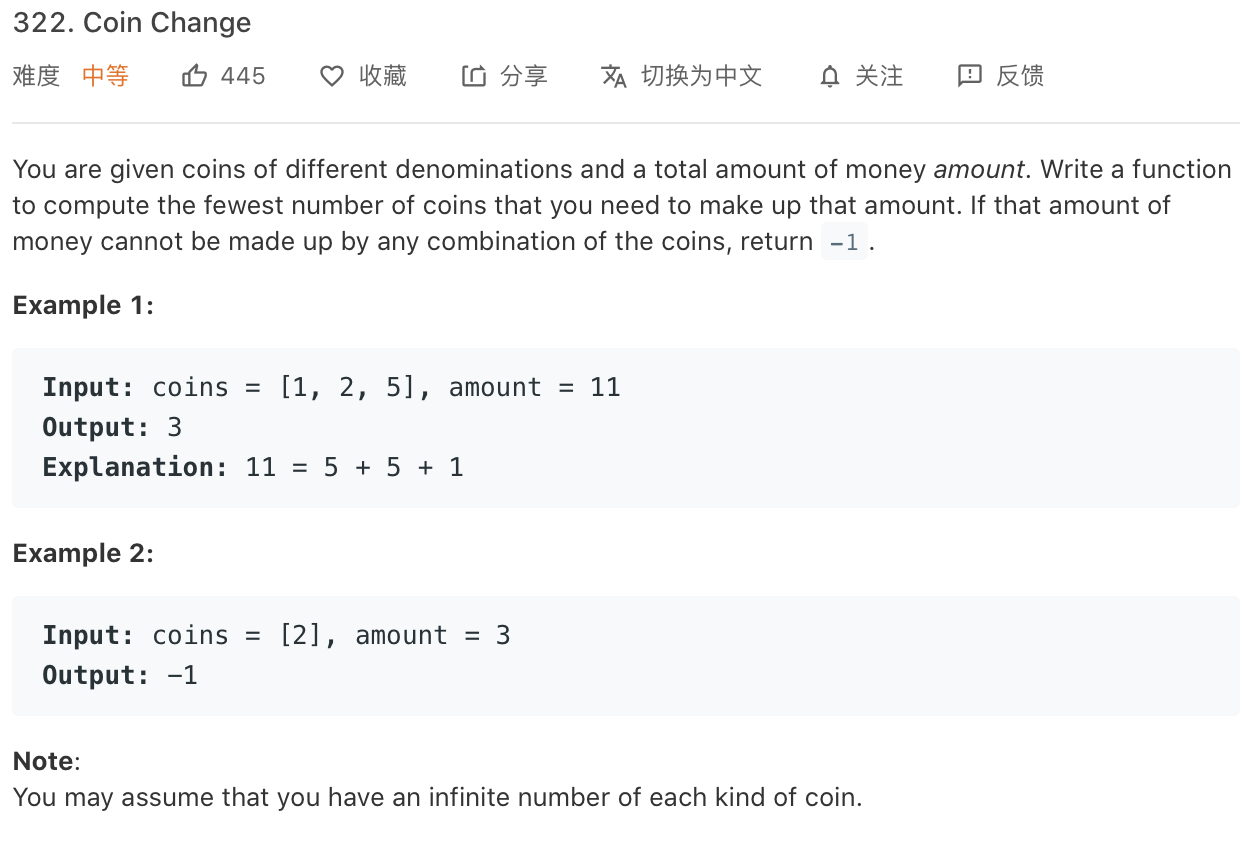 322. Coin Change
难度 中等 445 收藏 分享 切换为中文 关注 反馈
You are given coins of different denominations and a total amount of money amount. Write a function
to compute the fewest number of coins that you need to make up that amount. If that amount of
money cannot be made up by any combination of the coins, return -1 .
Example 1:
Input: coins = [1, 2, 5], amount = 11
Output: 3
Explanation: 11 = 5 + 5 + 1
Example 2:
Input: coins = [2], amount = 3
Output: -1
Note:
You may assume that you have an infinite number of each kind of coin.